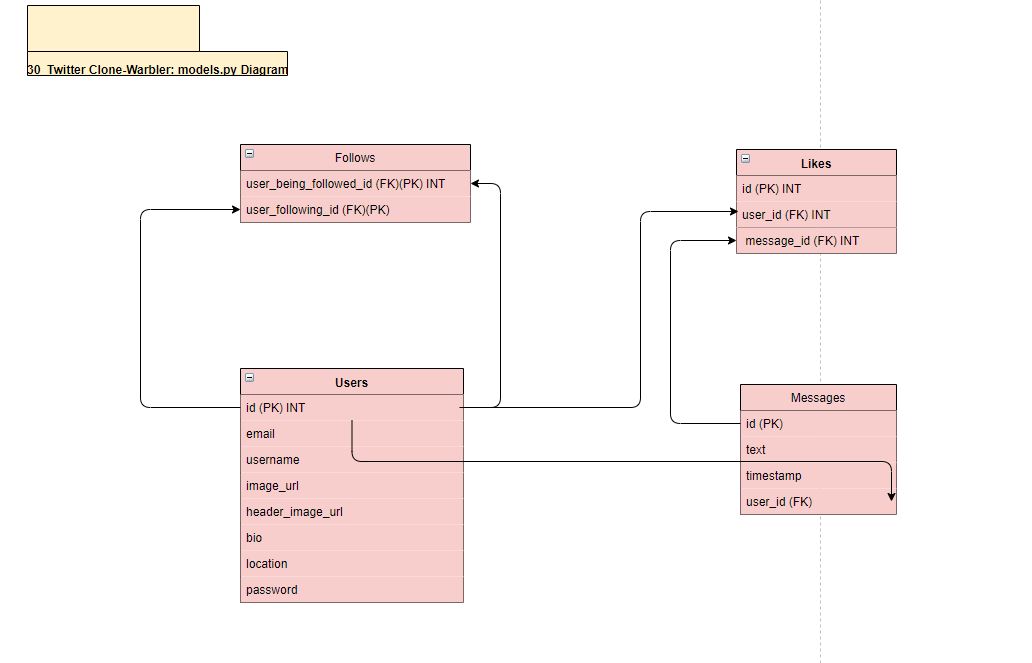 30_Twitter Clone-Warbler: models.py Diagram
Follows
user_being_followed_id (FK)(PK) INT
user_following_id (FK)(PK)
Likes
id (PK) INT
user_id (FK) INT
message_id (FK) INT
Users
id (PK) INT
email
username
image_url
header_image_url
bio
location
password
Messages
id (PK)
text
timestamp
user_id (FK)